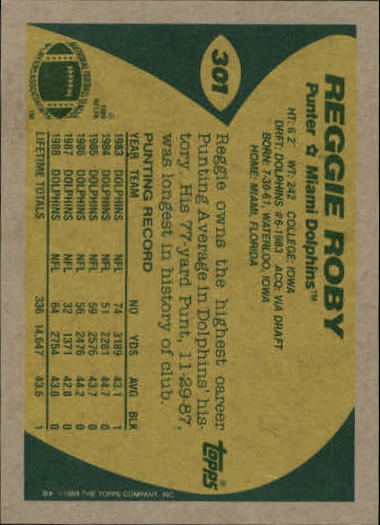 301
REGGIE ROBY
Punter ☆ Miami Dolphins™
HT: 6'2" WT: 242 COLLEGE: IOWA
DRFT: DOLPHINS #6-1983 ACQ: VIA DRAFT
BORN: 7-30-61, WATERLOO, IOWA
HOME: MIAMI, FLORIDA
topps
Reggie owns the highest career
Punting Average in Dolphins' his-
tory. His 77-yard Punt, 11-29-87,
was longest in history of club.
PUNTING RECORD
YEAR TEAM NO YDS AVG BLK
1983 DOLPHINS NFL 74 3189 43.1 1
1984 DOLPHINS NFL 51 2281 44.7 0
1985 DOLPHINS NFL 59 2576 43.7 0
1986 DOLPHINS NFL 56 2476 44.2 0
1987 DOLPHINS NFL 32 1371 42.8 0
1988 DOLPHINS NFL 64 2754 43.0 0
LIFETIME TOTALS 336 14,647 43.6 1
THE TOPPS COMPANY, INC.